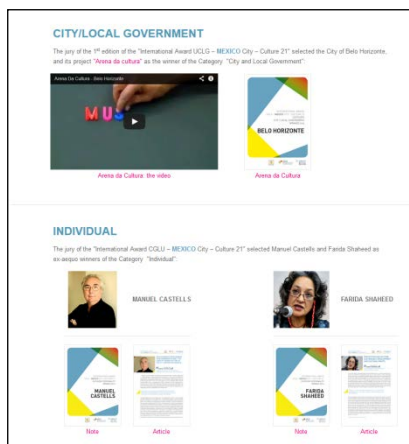 CITY/LOCAL GOVERNMENT
The jury of the 1st edition of the "International Award UCLG – MEXICO City – Culture 21" selected the City of Belo Horizonte,
and its project "Arena da cultura" as the winner of the Category "City and Local Government":
Arena Da Cultura - Belo Horizonte
MUS
BELO HORIZONTE
Arena da Cultura: the video
Arena da Cultura
INDIVIDUAL
The jury of the "International Award CGLU – MEXICO City – Culture 21" selected Manuel Castells and Farida Shaheed as
ex-aequo winners of the Category "Individual":
MANUEL CASTELLS
FARIDA SHAHEED
MANUEL
CASTELLS
FARIDA
SHAHEED
Note
Article
Note
Article